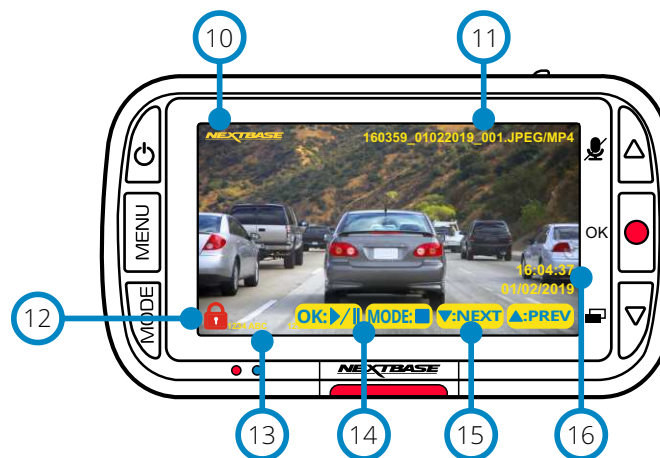 10
11
NEXTBASE
160359_01022019_001.JPEG/MP4
MENU
OK
MODE
16:04:37
01/02/2019
12
OK: MODE: :NEXT :PREV
NEXTBASE
13
14
15
16